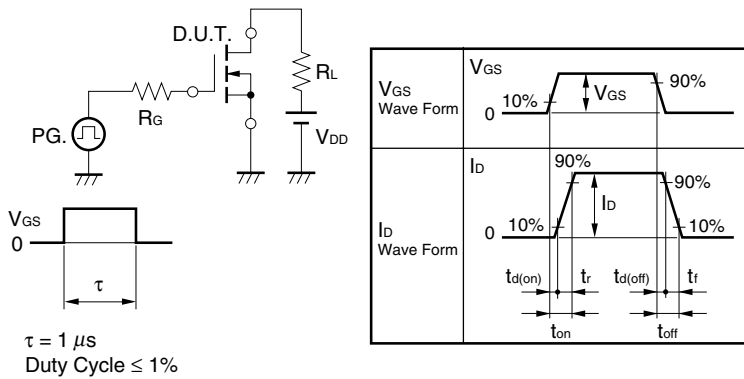 D.U.T.
RL
RG
PG.
VDD
VGS
0
τ
τ = 1 μs
Duty Cycle ≤ 1%
VGS
Wave Form
VGS
10%
0
VGS
90%
ID
Wave Form
ID
90%
90%
ID
10%
10%
0
td(on)
tr
td(off)
tf
ton
toff